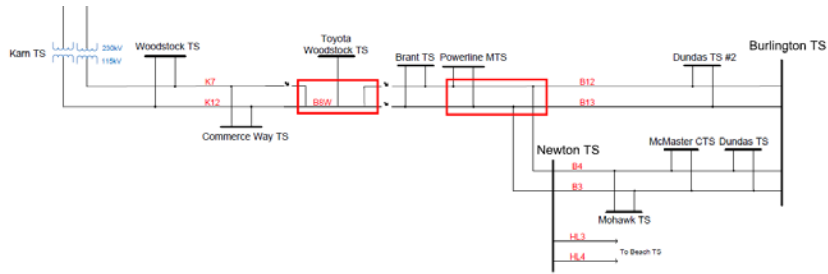 Karn TS
230kV
115kV
Woodstock TS
Toyota
Woodstock TS
Brant TS
Powerline MTS
Dundas TS #2
Burlington TS
K7
K12
B8W
B12
B13
Commerce Way TS
Newton TS
McMaster CTS
Dundas TS
B4
B3
Mohawk TS
HL3
To Beach TS
HL4